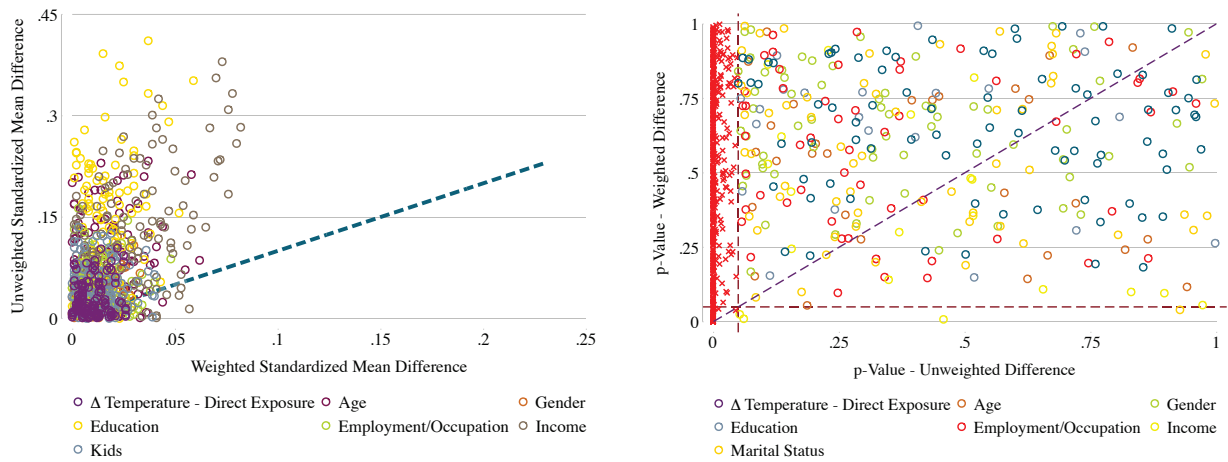 .45
.3
.15
0
Unweighted Standardized Mean Difference
0 .05 .1 .15 .2 .25
Weighted Standardized Mean Difference
Δ Temperature - Direct Exposure Age Gender
Education Employment/Occupation Income
Kids
1
.75
.5
.25
0
p-Value - Weighted Difference
0 .25 .5 .75 1
p-Value - Unweighted Difference
Δ Temperature - Direct Exposure Age Gender
Education Employment/Occupation Income
Marital Status